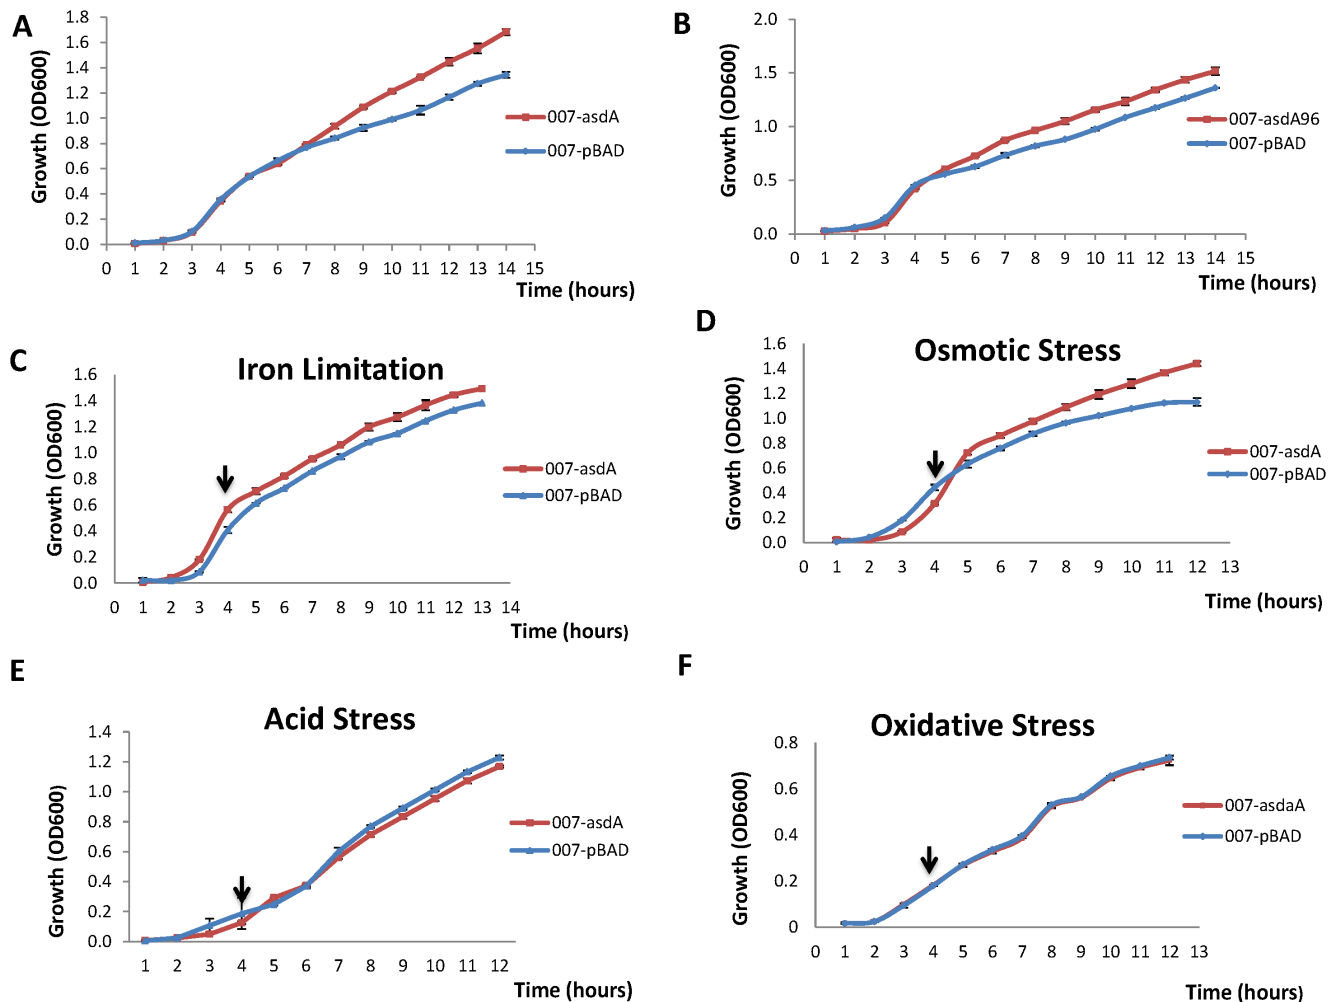 A
Growth (OD600)
1.8
1.6
1.4
1.2
1.0
0.8
0.6
0.4
0.2
0.0
0 1 2 3 4 5 6 7 8 9 10 11 12 13 14 15
Time (hours)
007-asdA
007-pBAD
B
Growth (OD600)
2.0
1.5
1.0
0.5
0.0
0 1 2 3 4 5 6 7 8 9 10 11 12 13 14 15
Time (hours)
007-asdA96
007-pBAD
C
Iron Limitation
Growth (OD600)
1.6
1.4
1.2
1.0
0.8
0.6
0.4
0.2
0.0
0 1 2 3 4 5 6 7 8 9 10 11 12 13 14
Time (hours)
007-asdA
007-pBAD
D
Osmotic Stress
Growth (OD600)
1.6
1.4
1.2
1.0
0.8
0.6
0.4
0.2
0.0
0 1 2 3 4 5 6 7 8 9 10 11 12 13
Time (hours)
007-asdA
007-pBAD
E
Acid Stress
Growth (OD600)
1.4
1.2
1.0
0.8
0.6
0.4
0.2
0.0
1 2 3 4 5 6 7 8 9 10 11 12
Time (hours)
007-asdA
007-pBAD
F
Oxidative Stress
Growth (OD600)
0.8
0.6
0.4
0.2
0
0 1 2 3 4 5 6 7 8 9 10 11 12 13
Time (hours)
007-asdaA
007-pBAD